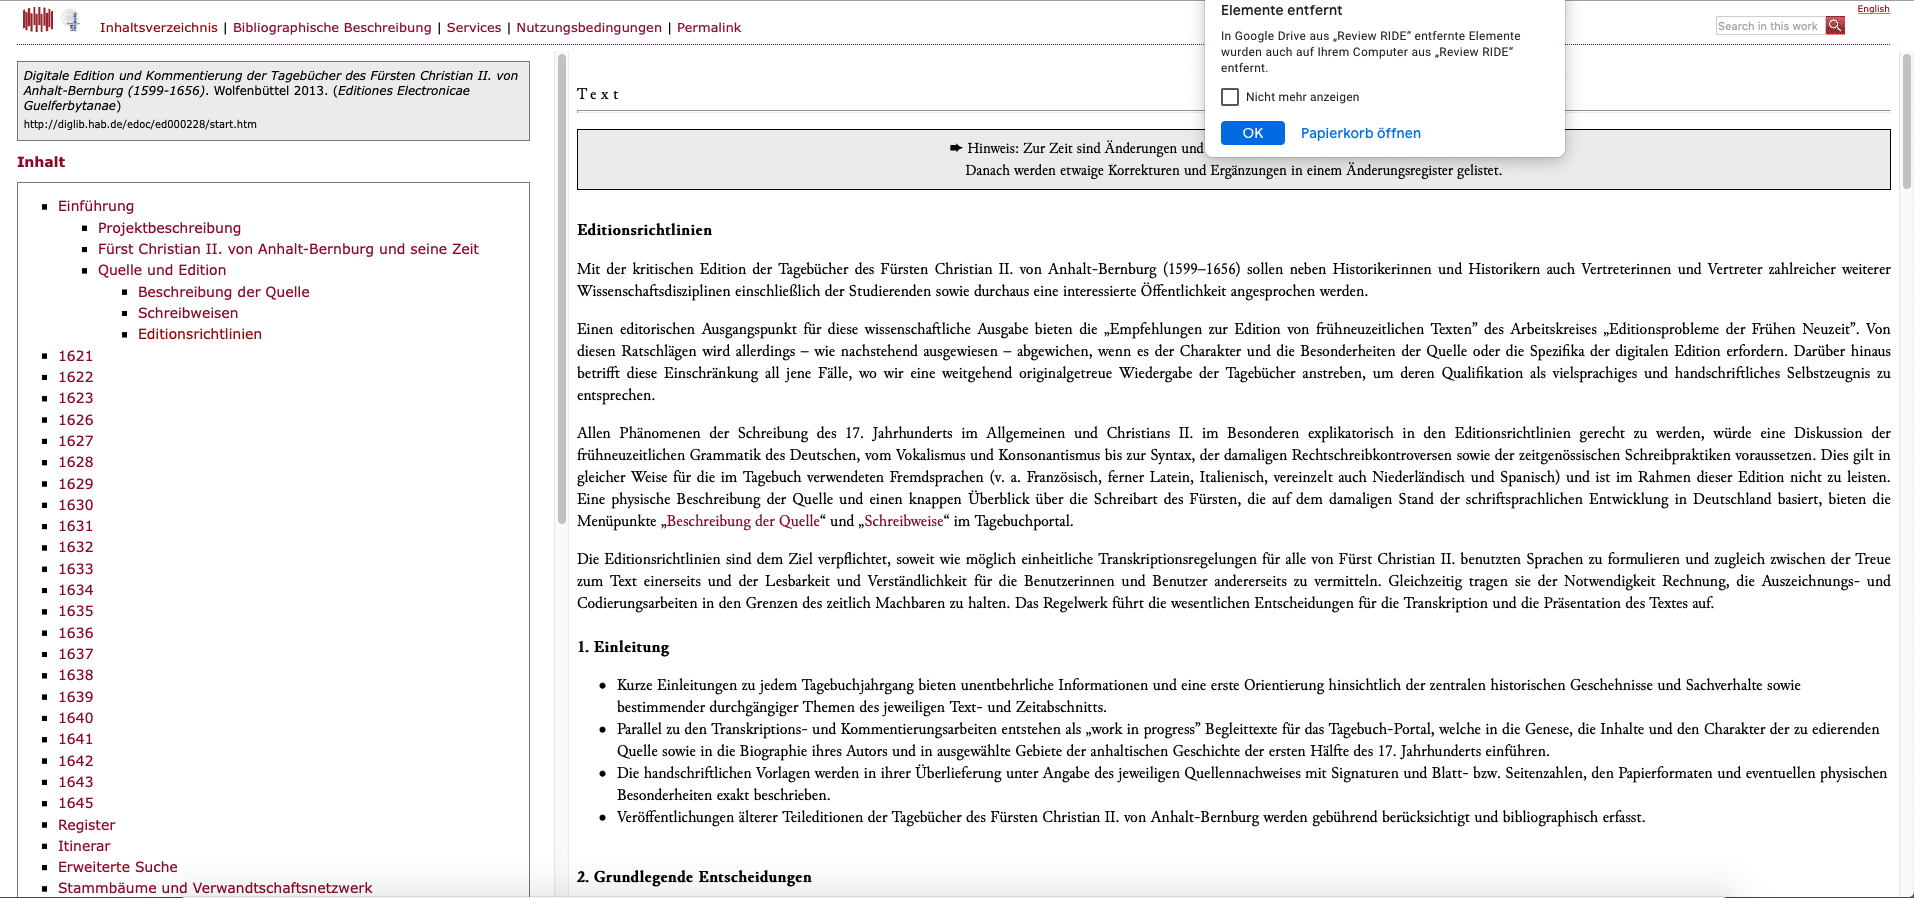 Inhaltsverzeichnis | Bibliographische Beschreibung | Services | Nutzungsbedingungen | Permalink
English
Search in this work
Elemente entfernt
In Google Drive aus „Review RIDE“ entfernte Elemente
wurden auch auf Ihrem Computer aus „Review RIDE“
entfernt.
Nicht mehr anzeigen
OK
Papierkorb öffnen
Digitale Edition und Kommentierung der Tagebücher des Fürsten Christian II. von
Anhalt-Bernburg (1599-1656). Wolfenbüttel 2013. (Editiones Electronicae
Guelferbytanae)
http://diglib.hab.de/edoc/ed000228/start.htm
Inhalt
Einführung
Projektbeschreibung
Fürst Christian II. von Anhalt-Bernburg und seine Zeit
Quelle und Edition
Beschreibung der Quelle
Schreibweisen
Editionsrichtlinien
1621
1622
1623
1626
1627
1628
1629
1630
1631
1632
1633
1634
1635
1636
1637
1638
1639
1640
1641
1642
1643
1645
Register
Itinerar
Erweiterte Suche
Stammbäume und Verwandtschaftsnetzwerk
Text
➨ Hinweis: Zur Zeit sind Änderungen und
Danach werden etwaige Korrekturen und Ergänzungen in einem Änderungsregister gelistet.
Editionsrichtlinien
Mit der kritischen Edition der Tagebücher des Fürsten Christian II. von Anhalt-Bernburg (1599–1656) sollen neben Historikerinnen und Historikern auch Vertreterinnen und Vertreter zahlreicher weiterer
Wissenschaftsdisziplinen einschließlich der Studierenden sowie durchaus eine interessierte Öffentlichkeit angesprochen werden.
Einen editorischen Ausgangspunkt für diese wissenschaftliche Ausgabe bieten die „Empfehlungen zur Edition von frühneuzeitlichen Texten” des Arbeitskreises „Editionsprobleme der Frühen Neuzeit”. Von
diesen Ratschlägen wird allerdings – wie nachstehend ausgewiesen – abgewichen, wenn es der Charakter und die Besonderheiten der Quelle oder die Spezifika der digitalen Edition erfordern. Darüber hinaus
betrifft diese Einschränkung all jene Fälle, wo wir eine weitgehend originalgetreue Wiedergabe der Tagebücher anstreben, um deren Qualifikation als vielsprachiges und handschriftliches Selbstzeugnis zu
entsprechen.
Allen Phänomenen der Schreibung des 17. Jahrhunderts im Allgemeinen und Christians II. im Besonderen explikatorisch in den Editionsrichtlinien gerecht zu werden, würde eine Diskussion der
frühneuzeitlichen Grammatik des Deutschen, vom Vokalismus und Konsonantismus bis zur Syntax, der damaligen Rechtschreibkontroversen sowie der zeitgenössischen Schreibpraktiken voraussetzen. Dies gilt in
gleicher Weise für die im Tagebuch verwendeten Fremdsprachen (v. a. Französisch, ferner Latein, Italienisch, vereinzelt auch Niederländisch und Spanisch) und ist im Rahmen dieser Edition nicht zu leisten.
Eine physische Beschreibung der Quelle und einen knappen Überblick über die Schreibart des Fürsten, die auf dem damaligen Stand der schriftsprachlichen Entwicklung in Deutschland basiert, bieten die
Menüpunkte „Beschreibung der Quelle“ und „Schreibweise“ im Tagebuchportal.
Die Editionsrichtlinien sind dem Ziel verpflichtet, soweit wie möglich einheitliche Transkriptionsregelungen für alle von Fürst Christian II. benutzten Sprachen zu formulieren und zugleich zwischen der Treue
zum Text einerseits und der Lesbarkeit und Verständlichkeit für die Benutzerinnen und Benutzer andererseits zu vermitteln. Gleichzeitig tragen sie der Notwendigkeit Rechnung, die Auszeichnungs- und
Codierungsarbeiten in den Grenzen des zeitlich Machbaren zu halten. Das Regelwerk führt die wesentlichen Entscheidungen für die Transkription und die Präsentation des Textes auf.
1. Einleitung
• Kurze Einleitungen zu jedem Tagebuchjahrgang bieten unentbehrliche Informationen und eine erste Orientierung hinsichtlich der zentralen historischen Geschehnisse und Sachverhalte sowie
bestimmender durchgängiger Themen des jeweiligen Text- und Zeitabschnitts.
• Parallel zu den Transkriptions- und Kommentierungsarbeiten entstehen als „work in progress” Begleittexte für das Tagebuch-Portal, welche in die Genese, die Inhalte und den Charakter der zu edierenden
Quelle sowie in die Biographie ihres Autors und in ausgewählte Gebiete der anhaltischen Geschichte der ersten Hälfte des 17. Jahrhunderts einführen.
• Die handschriftlichen Vorlagen werden in ihrer Überlieferung unter Angabe des jeweiligen Quellennachweises mit Signaturen und Blatt- bzw. Seitenzahlen, den Papierformaten und eventuellen physischen
Besonderheiten exakt beschrieben.
• Veröffentlichungen älterer Teileditionen der Tagebücher des Fürsten Christian II. von Anhalt-Bernburg werden gebührend berücksichtigt und bibliographisch erfasst.
2. Grundlegende Entscheidungen